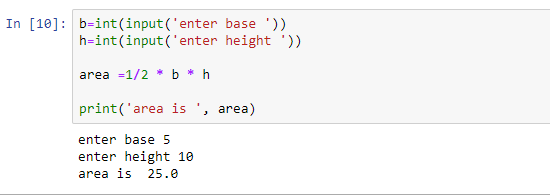 In [10]: b=int(input('enter base '))
h=int(input('enter height '))
area =1/2 * b * h
print('area is ', area)
enter base 5
enter height 10
area is  25.0